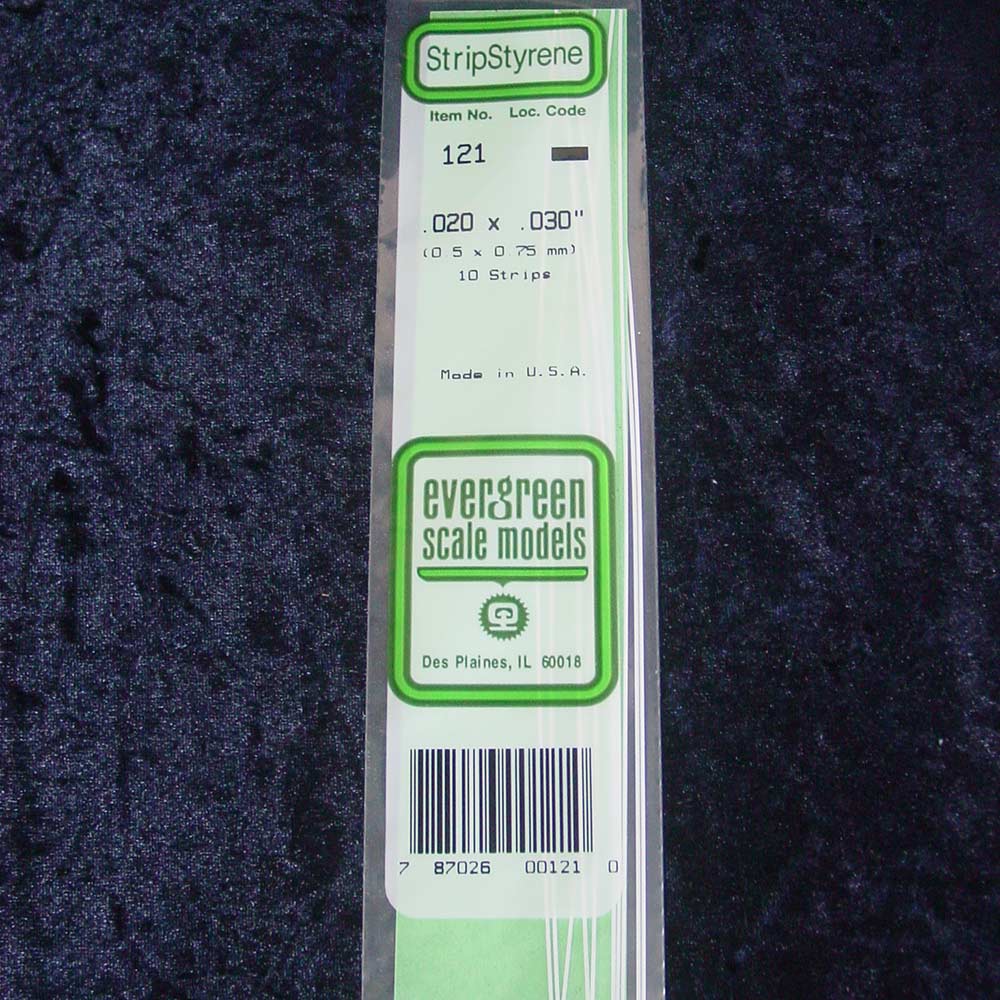 StripStyrene
Item No. Loc. Code
121
.020 x .030"
(0.5 x 0.75 mm)
10 Strips
Made in U.S.A.
evergreen
scale models
Des Plaines, IL 60018
7 87026 00121 0